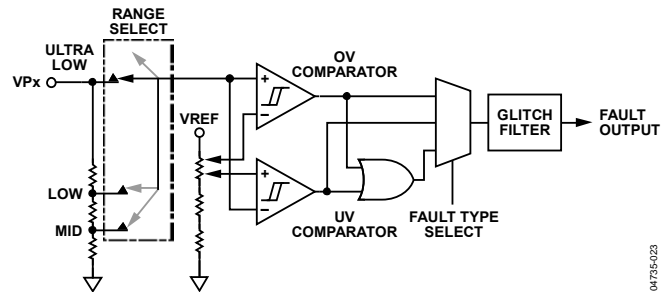 RANGE
SELECT
ULTRA
LOW
VPx
LOW
MID
VREF
+
−
+
−
OV
COMPARATOR
UV
COMPARATOR
FAULT TYPE
SELECT
GLITCH
FILTER
FAULT
OUTPUT
04735-023